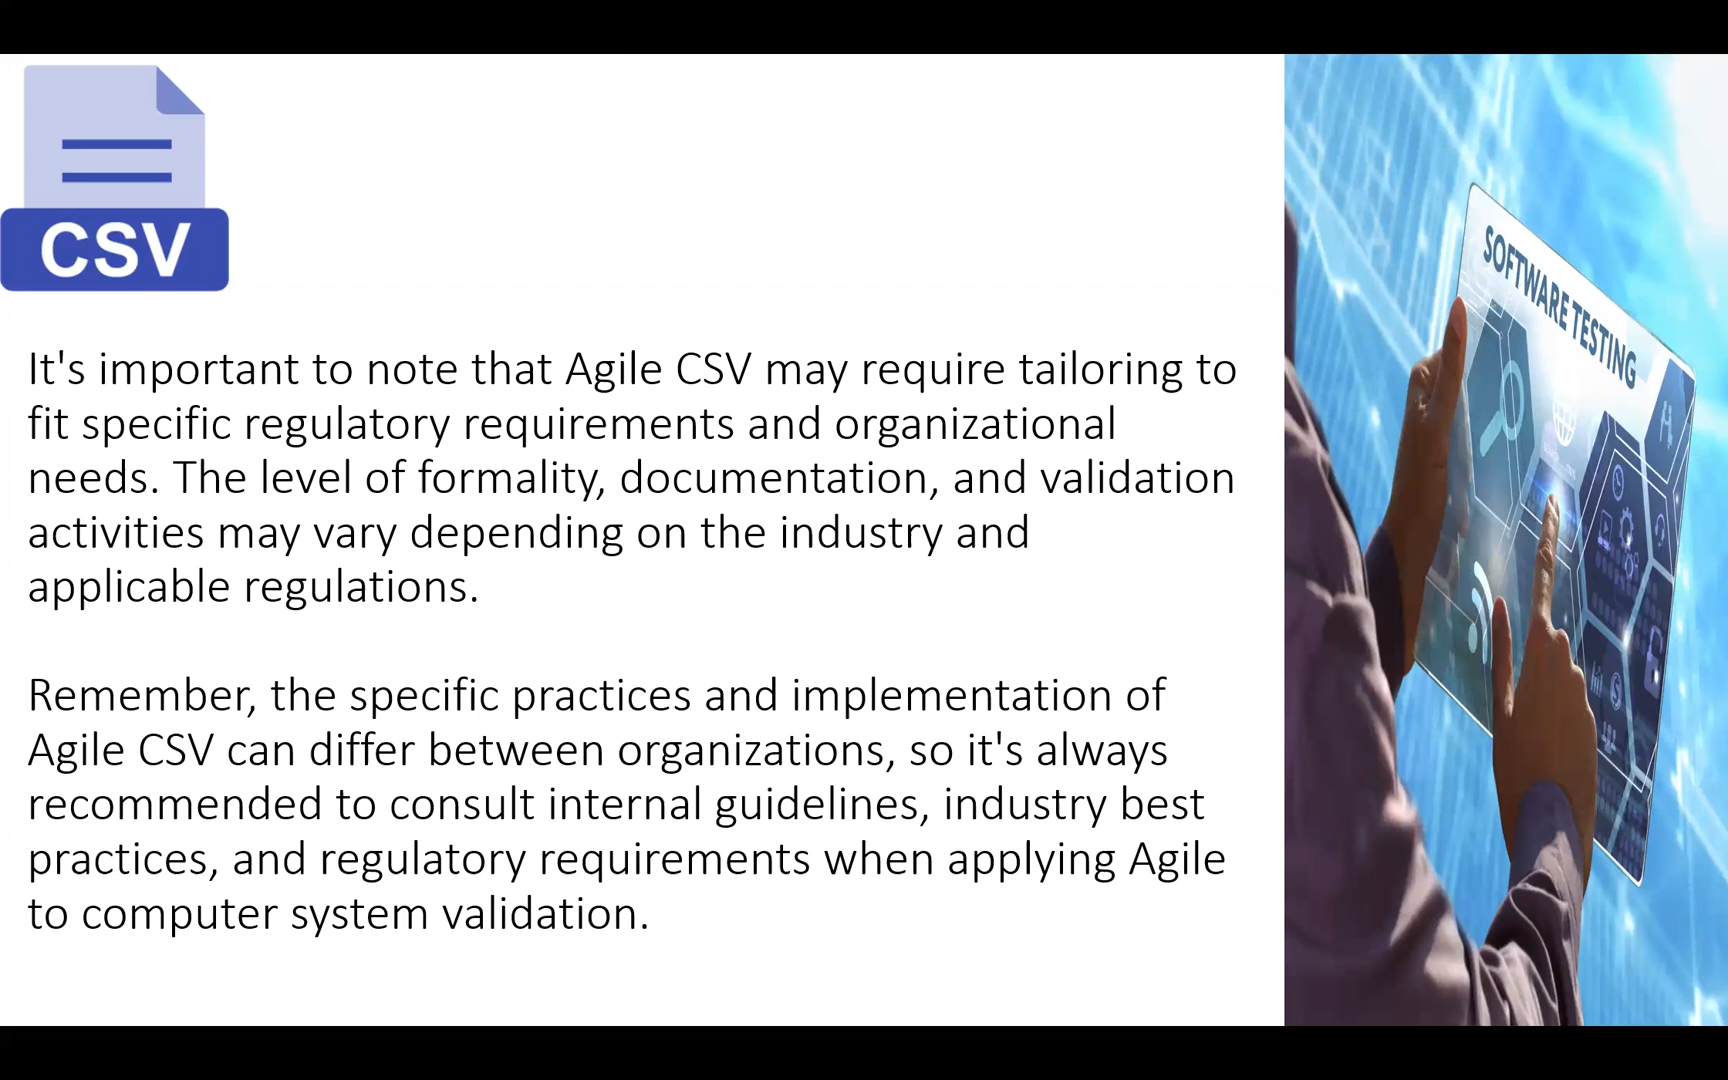 CSV
It's important to note that Agile CSV may require tailoring to
fit specific regulatory requirements and organizational
needs. The level of formality, documentation, and validation
activities may vary depending on the industry and
applicable regulations.
Remember, the specific practices and implementation of
Agile CSV can differ between organizations, so it's always
recommended to consult internal guidelines, industry best
practices, and regulatory requirements when applying Agile
to computer system validation.
SOFTWARE TESTING